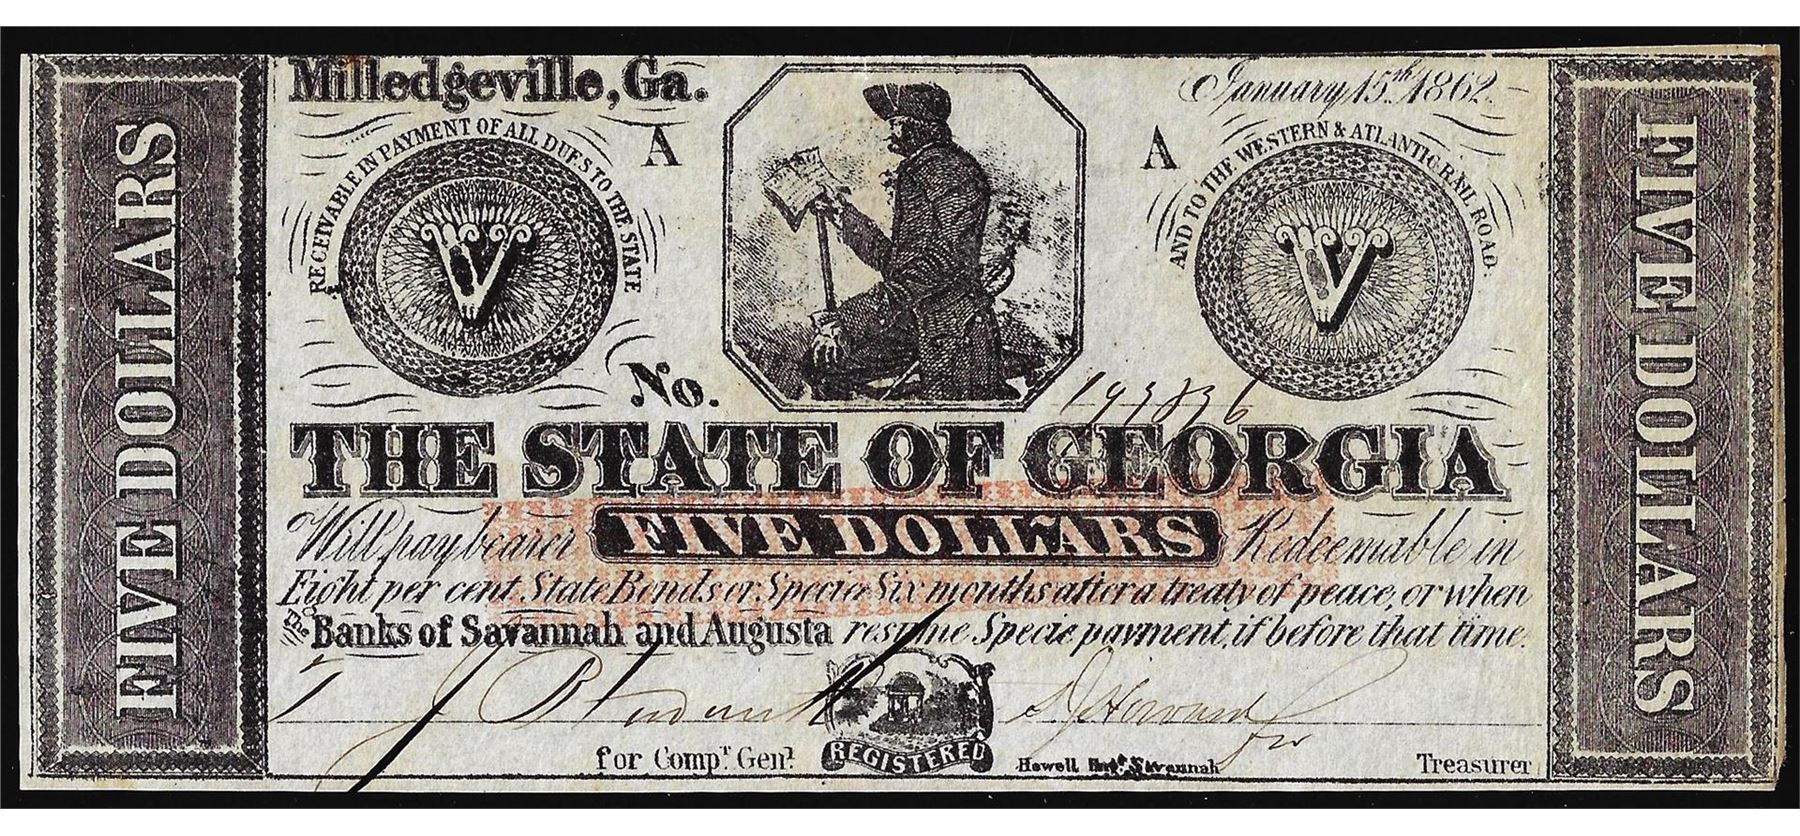 FIVE DOLLARS
Milledgeville, Ga.
January 15th 1862
RECEIVABLE IN PAYMENT OF ALL DUES TO THE STATE
A
A
AND TO THE WESTERN & ATLANTIC RAIL ROAD.
V
V
No.
THE STATE OF GEORGIA
Will pay bearer FIVE DOLLARS Redeemable in
Eight per cent State Bonds or Specie Six months after a treaty of peace, or when
the Banks of Savannah and Augusta resume Specie payment, if before that time.
REGISTERED
for Compr. Genl.
Howell Savannah
Treasurer
FIVE DOLLARS